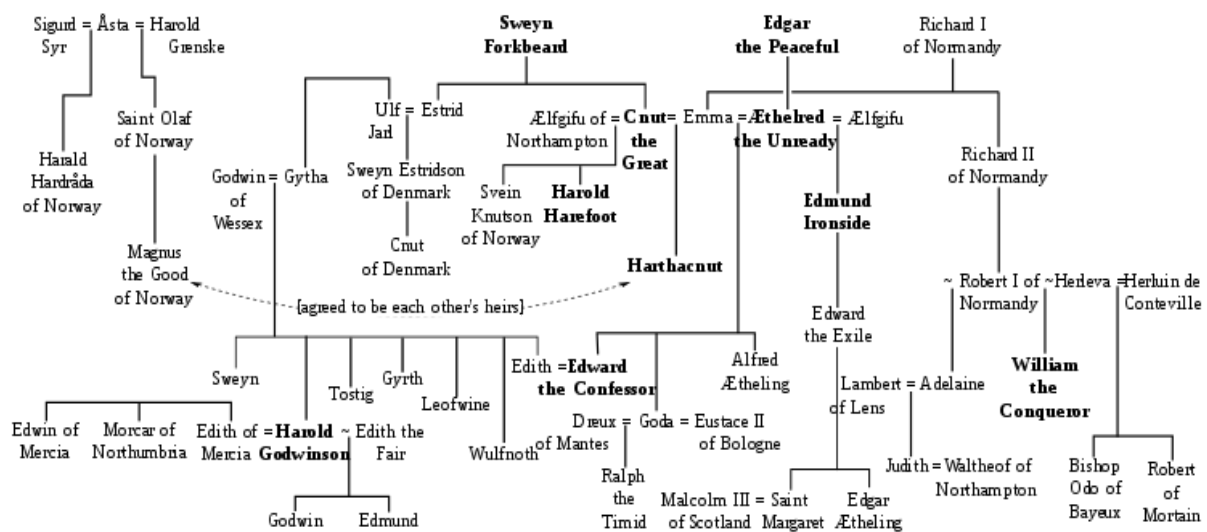 Sigurd = Åsta = Harold
Syr
Grenske
Sweyn
Forkbeard
Edgar
the Peaceful
Richard I
of Normandy
Ulf = Estrid
Jarl
Saint Olaf
of Norway
Ælfgifu of = Cnut = Emma = Æthelred = Ælfgifu
Northampton
the
Great
the Unready
Harald
Hardråda
of Norway
Godwin = Gytha
of
Wessex
Sweyn Estridson
of Denmark
Svein
Knutson
of Norway
Harold
Harefoot
Edmund
Ironside
Richard II
of Normandy
Magnus
the Good
of Norway
Cnut
of Denmark
Harthacnut
{agreed to be each other's heirs}
Edward
the Exile
~ Robert I of ~Herleva =Herluin de
Normandy
Conteville
Sweyn
Tostig
Gyrth
Leofwine
Wulfnoth
Edith =Edward
the Confessor
Alfred
Ætheling
Lambert = Adelaine
of Lens
William
the
Conqueror
Edwin of
Mercia
Morcar of
Northumbria
Edith of =Harold ~ Edith the
Mercia Godwinson Fair
Dreux = Goda = Eustace II
of Mantes
of Bologne
Godwin
Edmund
Ralph
the
Timid
Malcolm III = Saint
of Scotland Margaret
Edgar
Ætheling
Judith = Waltheof of
Northampton
Bishop
Odo of
Bayeux
Robert
of
Mortain